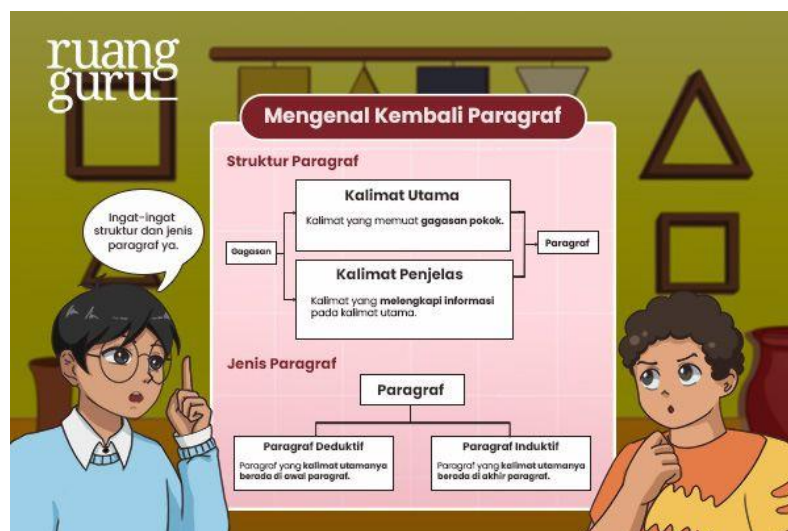 ruang
guru
Mengenal Kembali Paragraf
Struktur Paragraf
Kalimat Utama
Kalimat yang memuat gagasan pokok.
Ingat-ingat
struktur dan jenis
paragraf ya.
Gagasan
Paragraf
Kalimat Penjelas
Kalimat yang melengkapi informasi
pada kalimat utama.
Jenis Paragraf
Paragraf
Paragraf Deduktif
Paragraf yang kalimat utamanya
berada di awal paragraf.
Paragraf Induktif
Paragraf yang kalimat utamanya
berada di akhir paragraf.